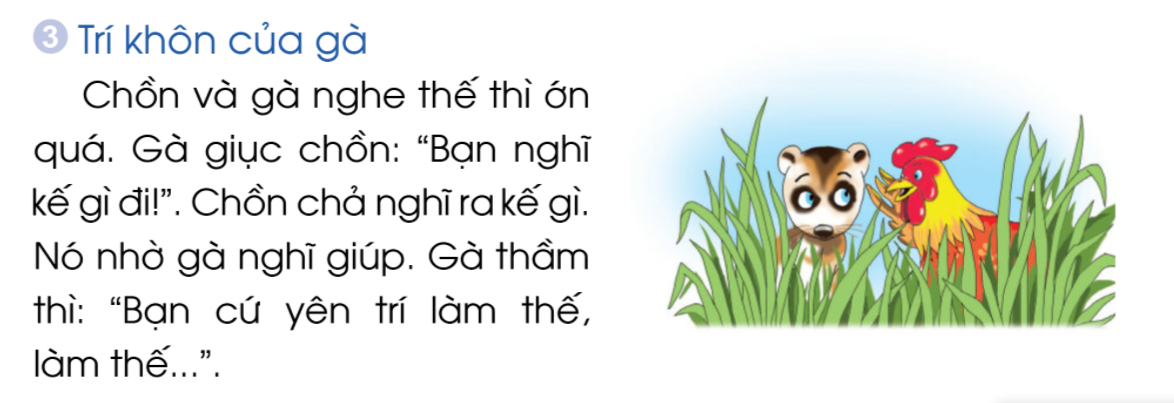 3 Trí khôn của gà
Chồn và gà nghe thế thì ớn
quá. Gà giục chồn: “Bạn nghĩ
kế gì đi!”. Chồn chả nghĩ ra kế gì.
Nó nhờ gà nghĩ giúp. Gà thầm
thì: “Bạn cứ yên trí làm thế,
làm thế...”.